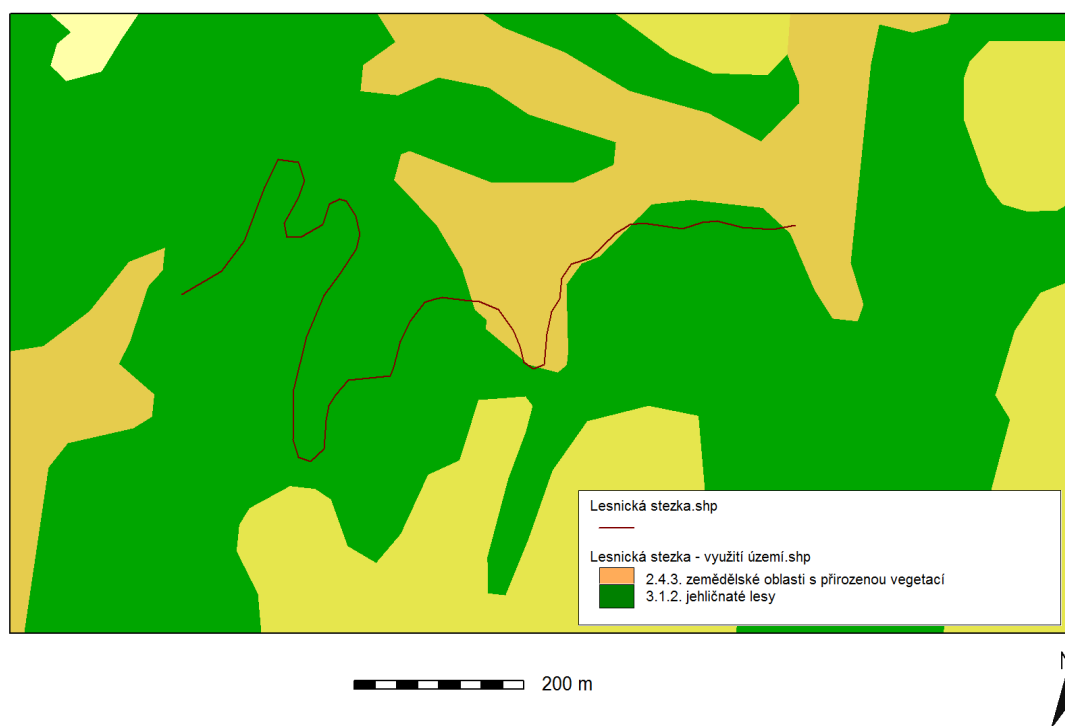 Lesnická stezka.shp
Lesnická stezka - využití území.shp
2.4.3. zemědělské oblasti s přirozenou vegetací
3.1.2. jehličnaté lesy
200 m
N